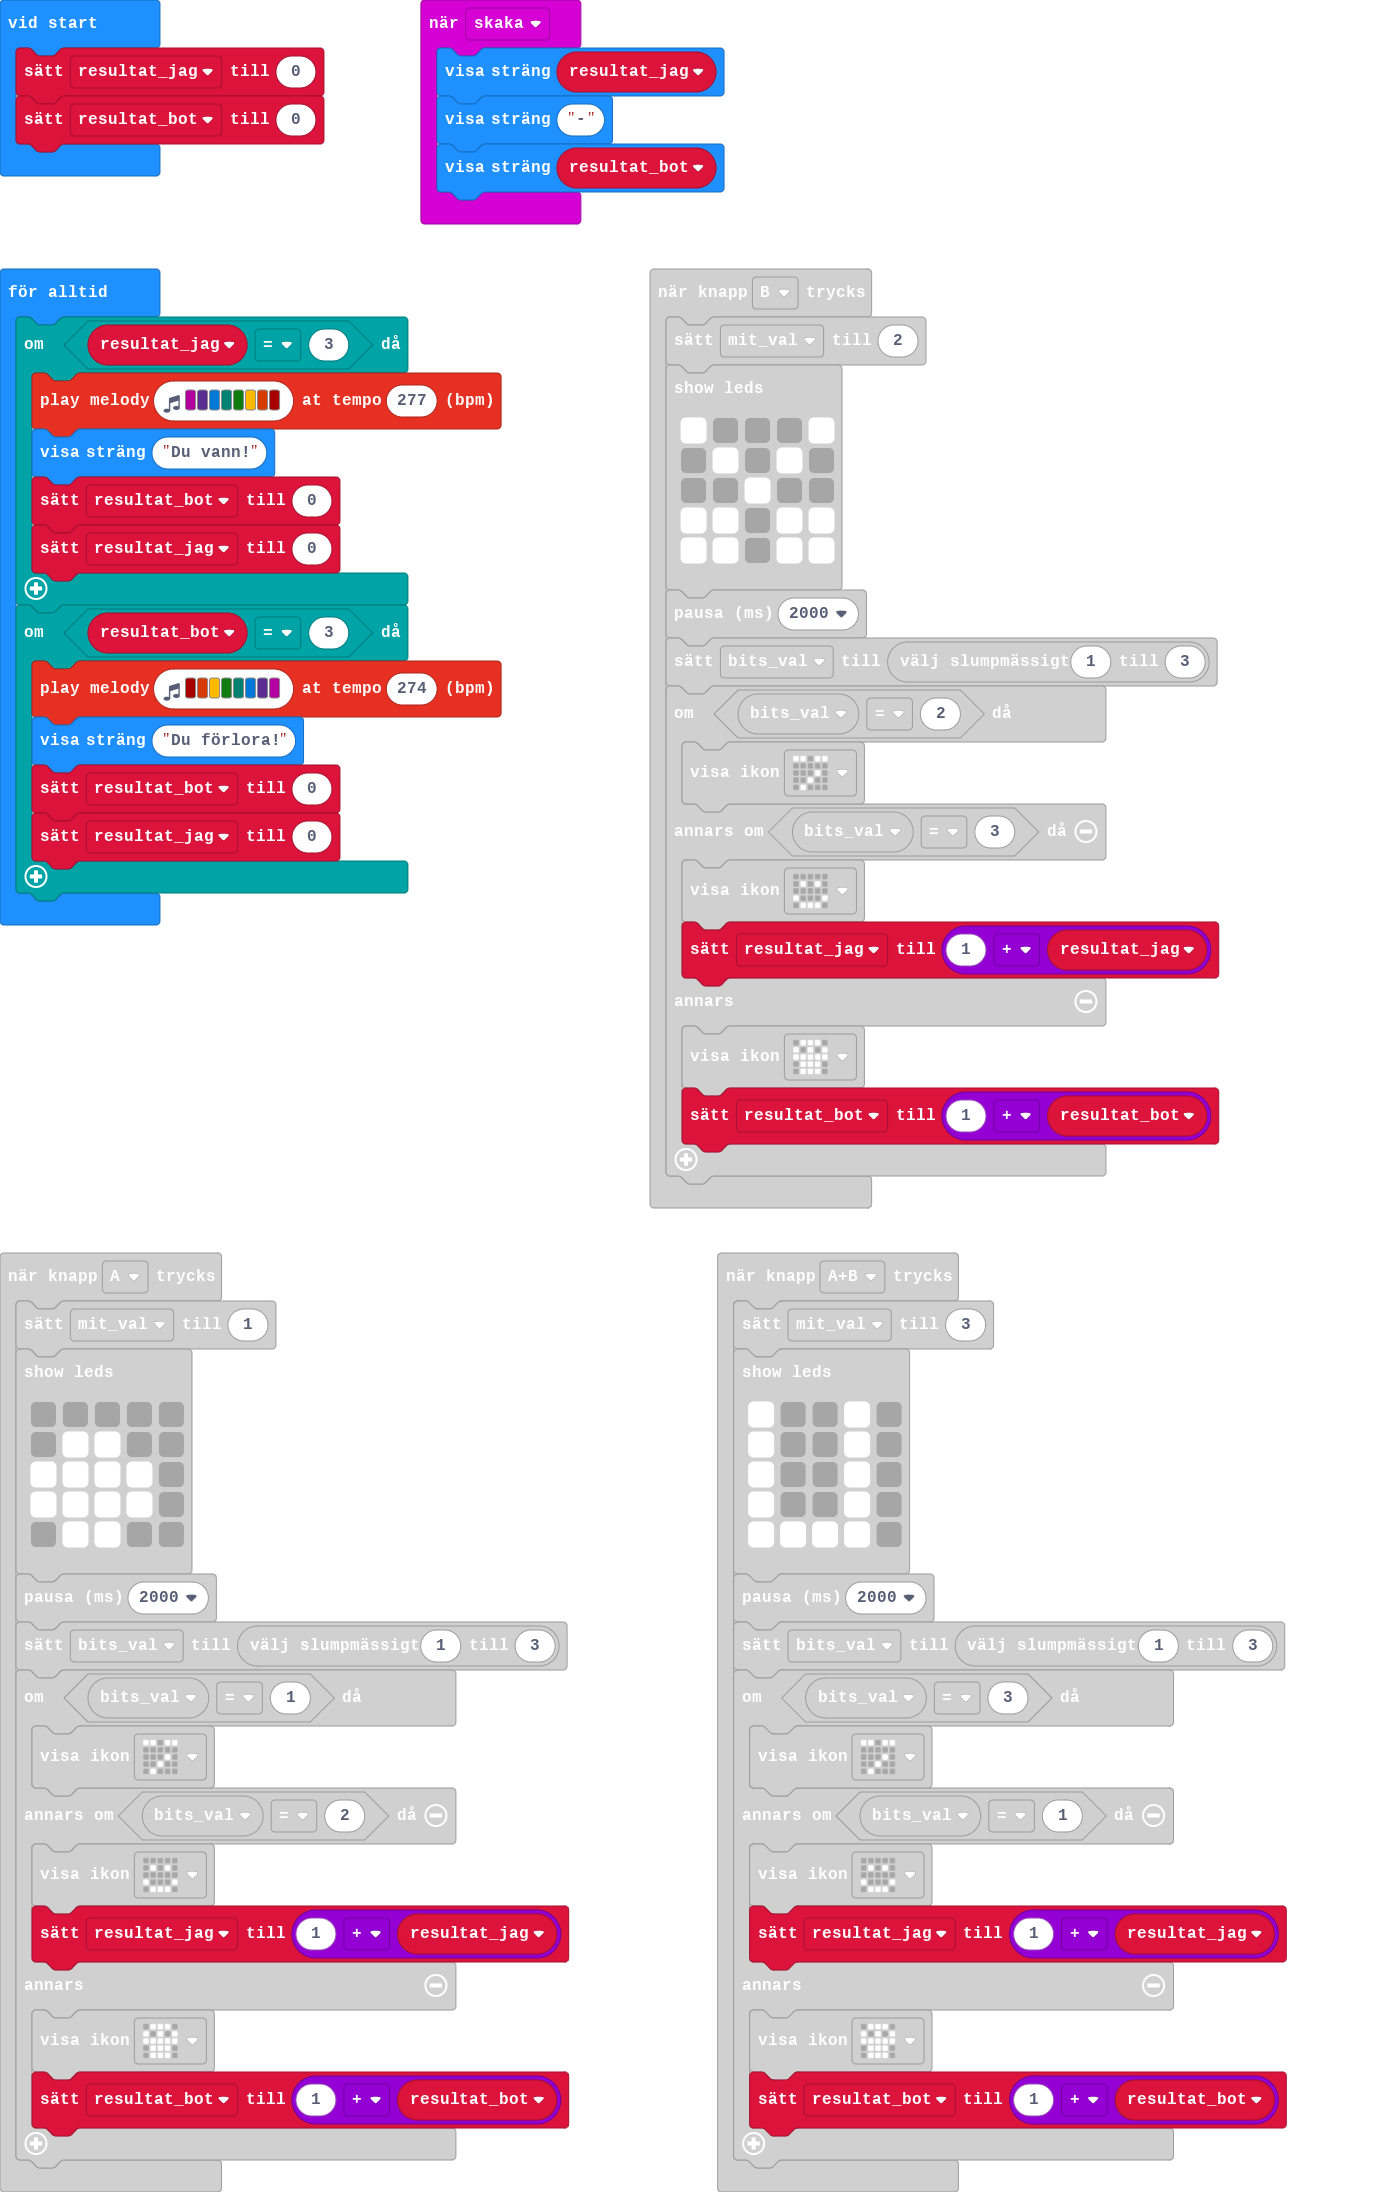 vid start
sätt resultat_jag till 0
sätt resultat_bot till 0
när skaka
visa sträng resultat_jag
visa sträng "-"
visa sträng resultat_bot
för alltid
om resultat_jag = 3 då
play melody at tempo 277 (bpm)
visa sträng "Du vann!"
sätt resultat_bot till 0
sätt resultat_jag till 0
om resultat_bot = 3 då
play melody at tempo 274 (bpm)
visa sträng "Du förlora!"
sätt resultat_bot till 0
sätt resultat_jag till 0
när knapp B trycks
sätt mit_val till 2
show leds
pausa (ms) 2000
sätt bits_val till välj slumpmässigt 1 till 3
om bits_val = 2 då
visa ikon
annars om bits_val = 3 då
visa ikon
sätt resultat_jag till 1 + resultat_jag
annars
visa ikon
sätt resultat_bot till 1 + resultat_bot
när knapp A trycks
sätt mit_val till 1
show leds
pausa (ms) 2000
sätt bits_val till välj slumpmässigt 1 till 3
om bits_val = 1 då
visa ikon
annars om bits_val = 2 då
visa ikon
sätt resultat_jag till 1 + resultat_jag
annars
visa ikon
sätt resultat_bot till 1 + resultat_bot
när knapp A+B trycks
sätt mit_val till 3
show leds
pausa (ms) 2000
sätt bits_val till välj slumpmässigt 1 till 3
om bits_val = 3 då
visa ikon
annars om bits_val = 1 då
visa ikon
sätt resultat_jag till 1 + resultat_jag
annars
visa ikon
sätt resultat_bot till 1 + resultat_bot